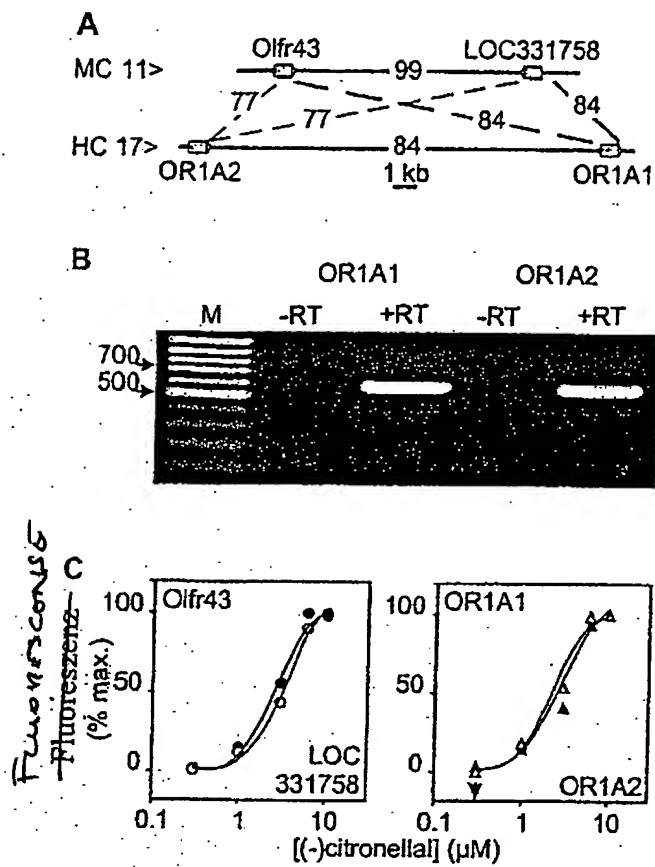 A
Olfr43 LOC331758
MC 11> 99
77 77 84 84
HC 17> 84
OR1A2 1 kb OR1A1
B
OR1A1 OR1A2
M -RT +RT -RT +RT
700
500
C
Fluorescense
Fluoreszenz
(% max.)
100
50
0
Olfr43
LOC
331758
0.1 1 10
100
50
0
OR1A1
OR1A2
0.1 1 10
[(-)citronellal] (µM)